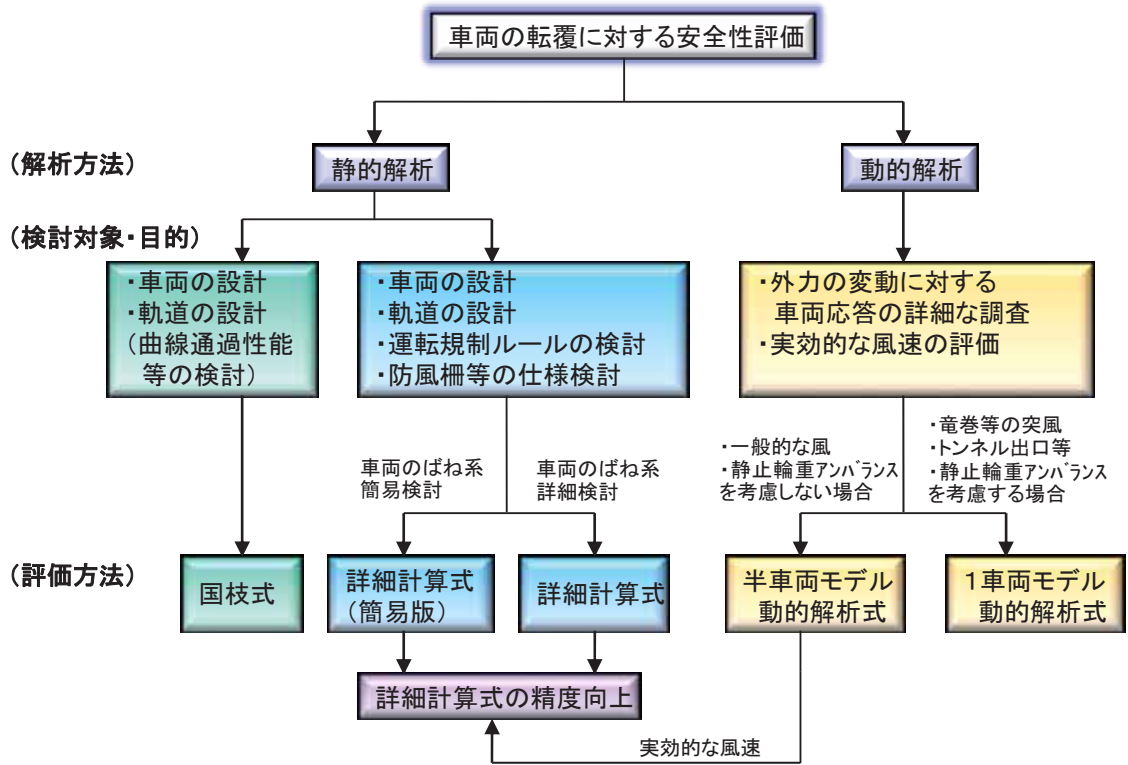 車両の転覆に対する安全性評価
(解析方法)
静的解析
動的解析
(検討対象・目的)
・車両の設計
・軌道の設計
(曲線通過性能
等の検討)
・車両の設計
・軌道の設計
・運転規制ルールの検討
・防風柵等の仕様検討
・外力の変動に対する
車両応答の詳細な調査
・実効的な風速の評価
車両のばね系
簡易検討
車両のばね系
詳細検討
・一般的な風
・静止輪重アンバランス
を考慮しない場合
・竜巻等の突風
・トンネル出口等
・静止輪重アンバランス
を考慮する場合
(評価方法)
国枝式
詳細計算式
(簡易版)
詳細計算式
半車両モデル
動的解析式
1車両モデル
動的解析式
詳細計算式の精度向上
実効的な風速